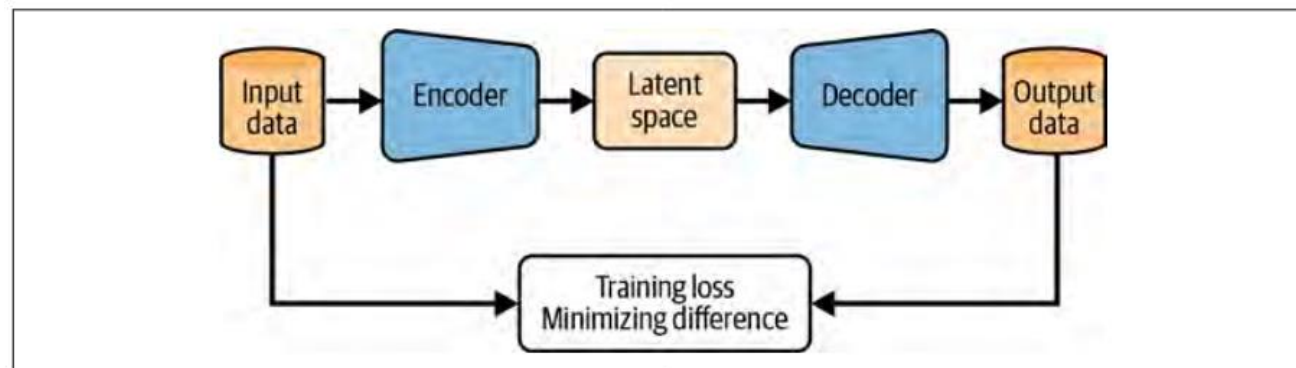 Input
data
Encoder
Latent
space
Decoder
Output
data
Training loss
Minimizing difference